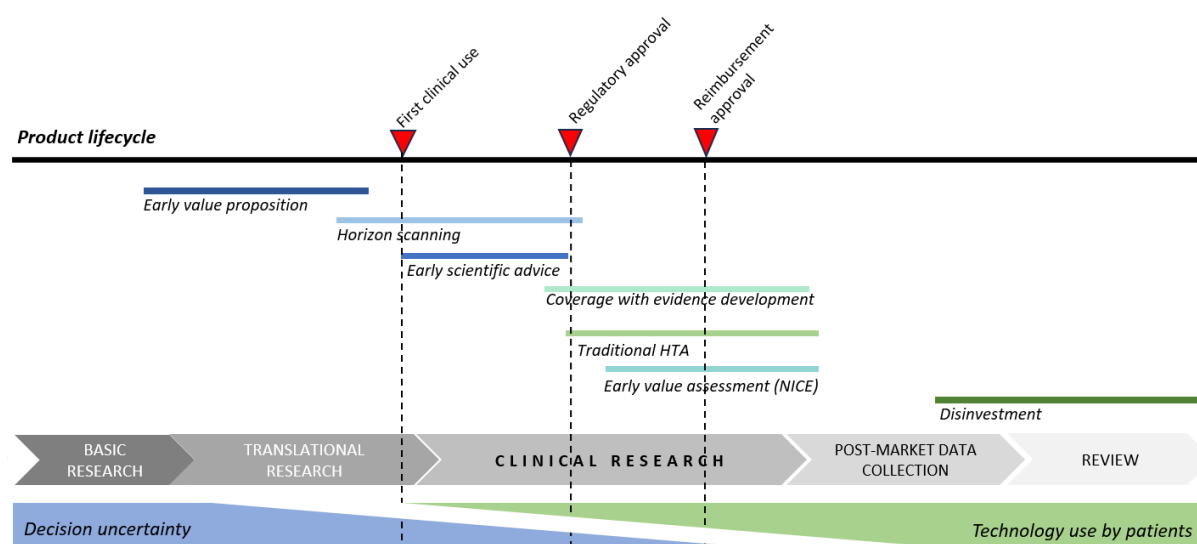 First clinical use
Regulatory approval
Reimbursement
approval
Product lifecycle
Early value proposition
Horizon scanning
Early scientific advice
Coverage with evidence development
Traditional HTA
Early value assessment (NICE)
Disinvestment
BASIC
RESEARCH
TRANSLATIONAL
RESEARCH
CLINICAL RESEARCH
POST-MARKET DATA
COLLECTION
REVIEW
Decision uncertainty
Technology use by patients